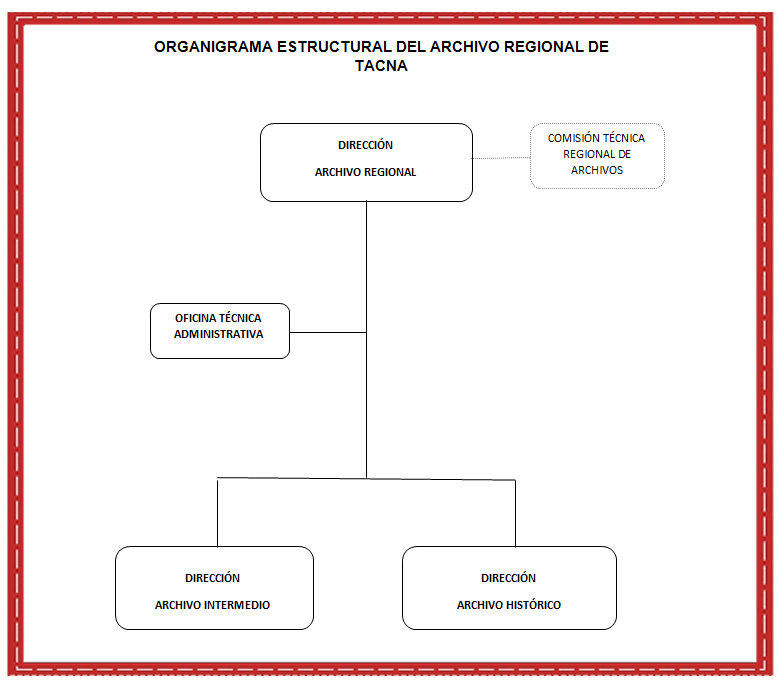 ORGANIGRAMA ESTRUCTURAL DEL ARCHIVO REGIONAL DE
TACNA
DIRECCIÓN
ARCHIVO REGIONAL
COMISIÓN TÉCNICA
REGIONAL DE
ARCHIVOS
OFICINA TÉCNICA
ADMINISTRATIVA
DIRECCIÓN
ARCHIVO INTERMEDIO
DIRECCIÓN
ARCHIVO HISTÓRICO